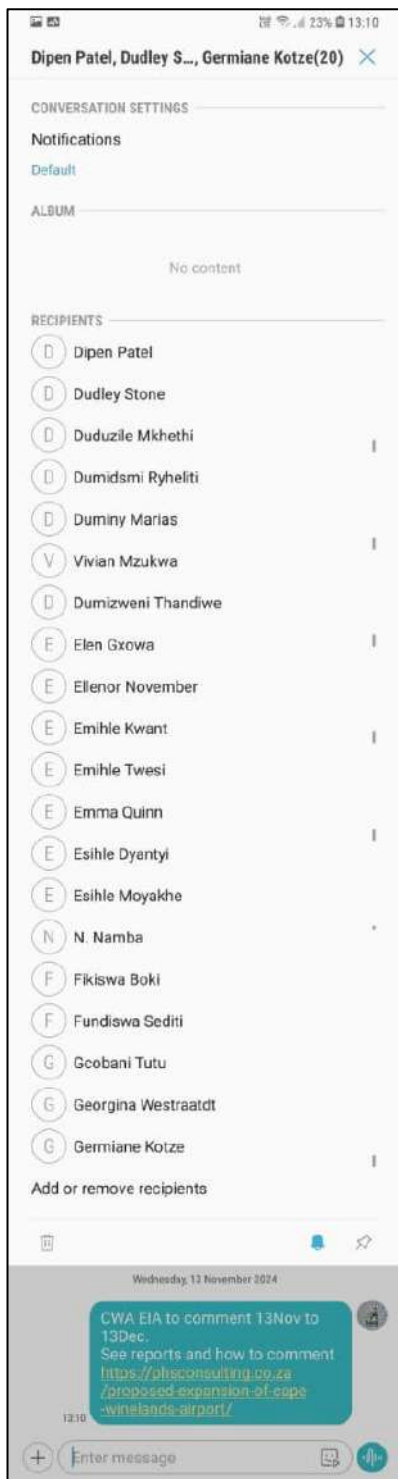 23% 13:10
Dipen Patel, Dudley S..., Germiane Kotze(20)
CONVERSATION SETTINGS
Notifications
Default
ALBUM
No content
RECIPIENTS
D Dipen Patel
D Dudley Stone
D Duduzile Mkhethi
D Dumidsmi Ryheliti
D Duminy Marias
V Vivian Mzukwa
D Dumizweni Thandiwe
E Elen Gxowa
E Ellenor November
E Emihle Kwant
E Emihle Twesi
E Emma Quinn
E Esihle Dyantyi
E Esihle Moyakhe
N N. Namba
F Fikiswa Boki
F Fundiswa Sediti
G Gcobani Tutu
G Georgina Westraatdt
G Germiane Kotze
Add or remove recipients
Wednesday, 13 November 2024
CWA EIA to comment 13Nov to
13Dec.
See reports and how to comment
https://phsconsulting.co.za
/proposed-expansion-of-cape
-winelands-airport/
13:10
Enter message